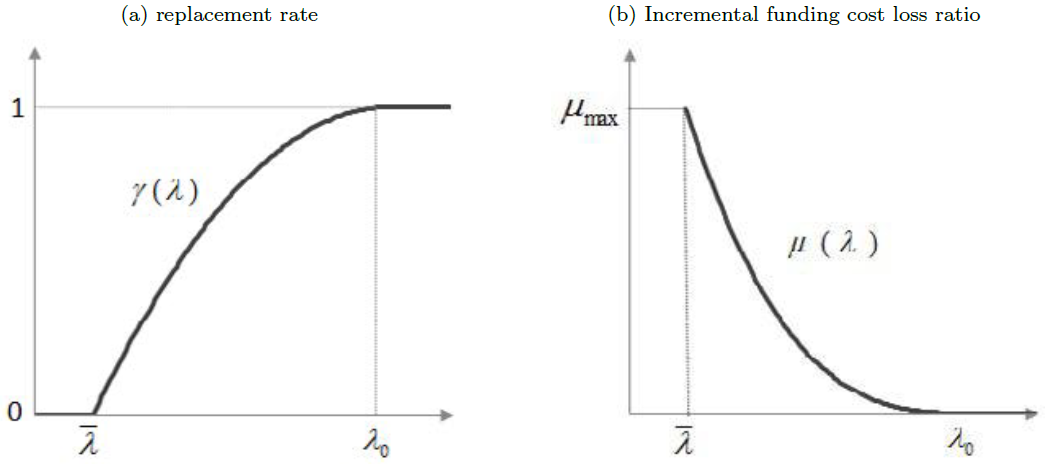 (a) replacement rate
1
γ(λ)
0
λ̅
λ₀
(b) Incremental funding cost loss ratio
μmax
μ (λ)
λ̅
λ₀